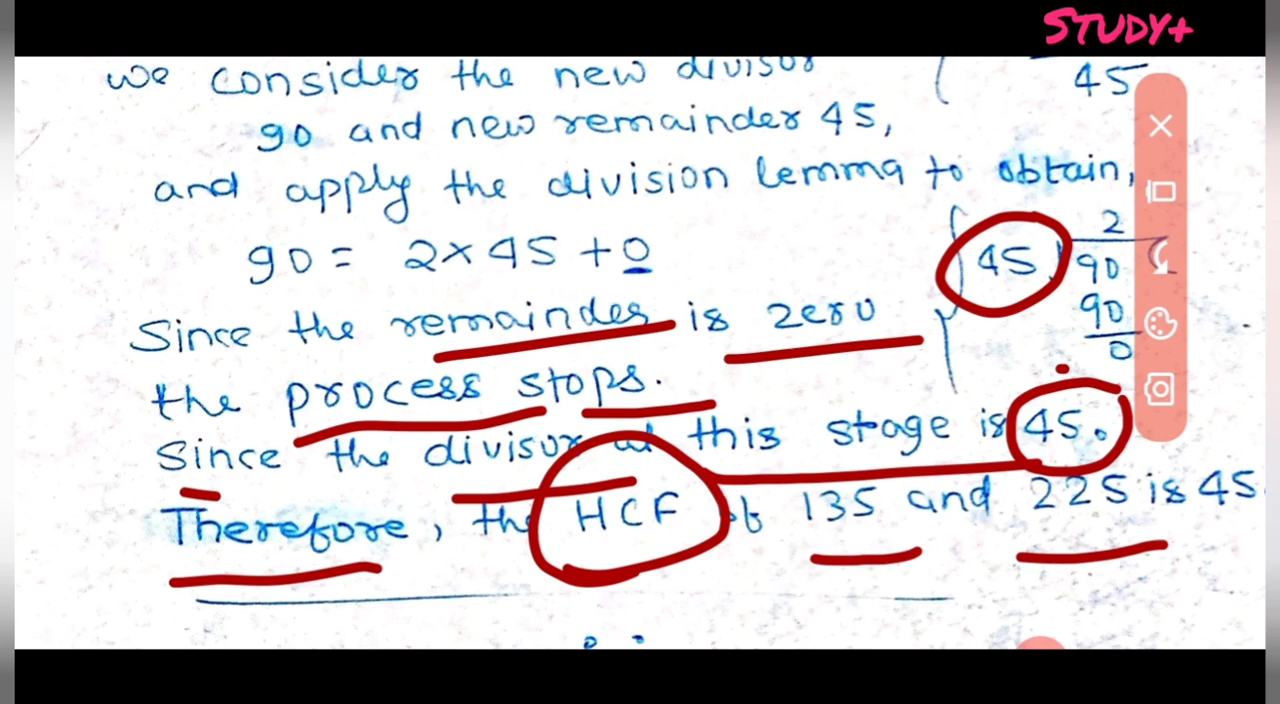 STUDY+
we consider the new divisor
45
90 and new remainder 45,
and apply the division lemma to obtain,
90 = 2×45 + 0
2
45) 90
90
0
Since the remainder is zero
the process stops.
Since the divisor at this stage is 45.
Therefore, the HCF of 135 and 225 is 45